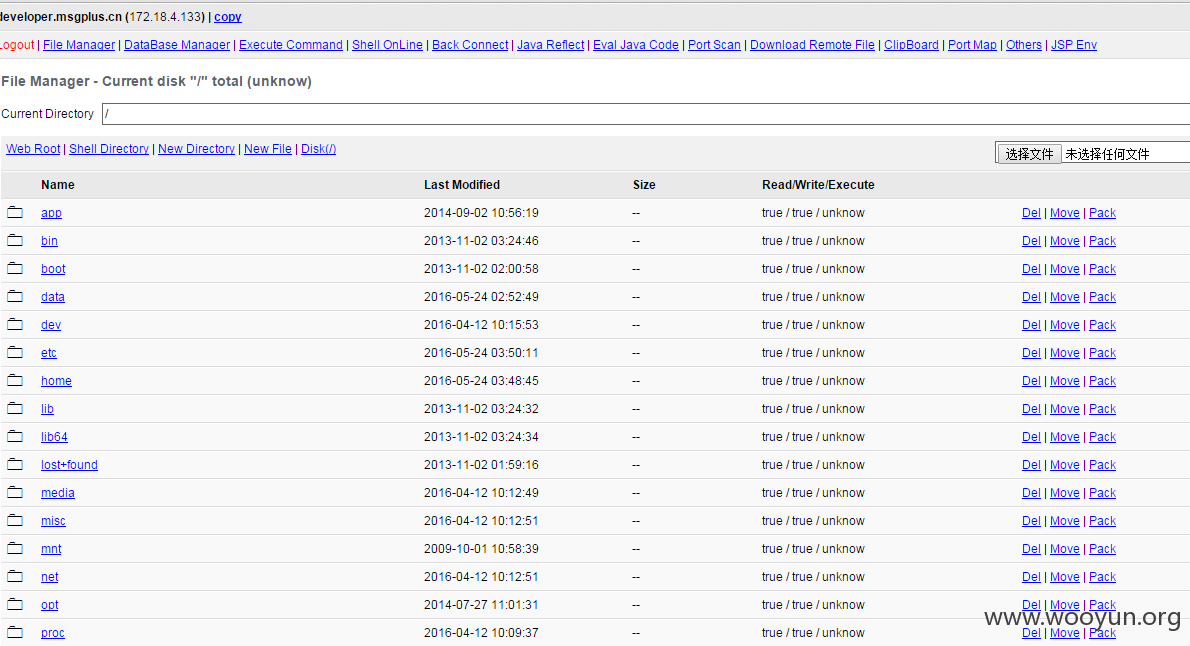 developer.msgplus.cn (172.18.4.133) | copy
Logout | File Manager | DataBase Manager | Execute Command | Shell OnLine | Back Connect | Java Reflect | Eval Java Code | Port Scan | Download Remote File | ClipBoard | Port Map | Others | JSP Env
File Manager - Current disk "/" total (unknow)
Current Directory /
Web Root | Shell Directory | New Directory | New File | Disk(/) 选择文件 未选择任何文件
Name Last Modified Size Read/Write/Execute
app 2014-09-02 10:56:19 -- true / true / unknow Del | Move | Pack
bin 2013-11-02 03:24:46 -- true / true / unknow Del | Move | Pack
boot 2013-11-02 02:00:58 -- true / true / unknow Del | Move | Pack
data 2016-05-24 02:52:49 -- true / true / unknow Del | Move | Pack
dev 2016-04-12 10:15:53 -- true / true / unknow Del | Move | Pack
etc 2016-05-24 03:50:11 -- true / true / unknow Del | Move | Pack
home 2016-05-24 03:48:45 -- true / true / unknow Del | Move | Pack
lib 2013-11-02 03:24:32 -- true / true / unknow Del | Move | Pack
lib64 2013-11-02 03:24:34 -- true / true / unknow Del | Move | Pack
lost+found 2013-11-02 01:59:16 -- true / true / unknow Del | Move | Pack
media 2016-04-12 10:12:49 -- true / true / unknow Del | Move | Pack
misc 2016-04-12 10:12:51 -- true / true / unknow Del | Move | Pack
mnt 2009-10-01 10:58:39 -- true / true / unknow Del | Move | Pack
net 2016-04-12 10:12:51 -- true / true / unknow Del | Move | Pack
opt 2014-07-27 11:01:31 -- true / true / unknow Del | Move | Pack
www.wooyun.org
proc 2016-04-12 10:09:37 -- true / true / unknow Del | Move | Pack